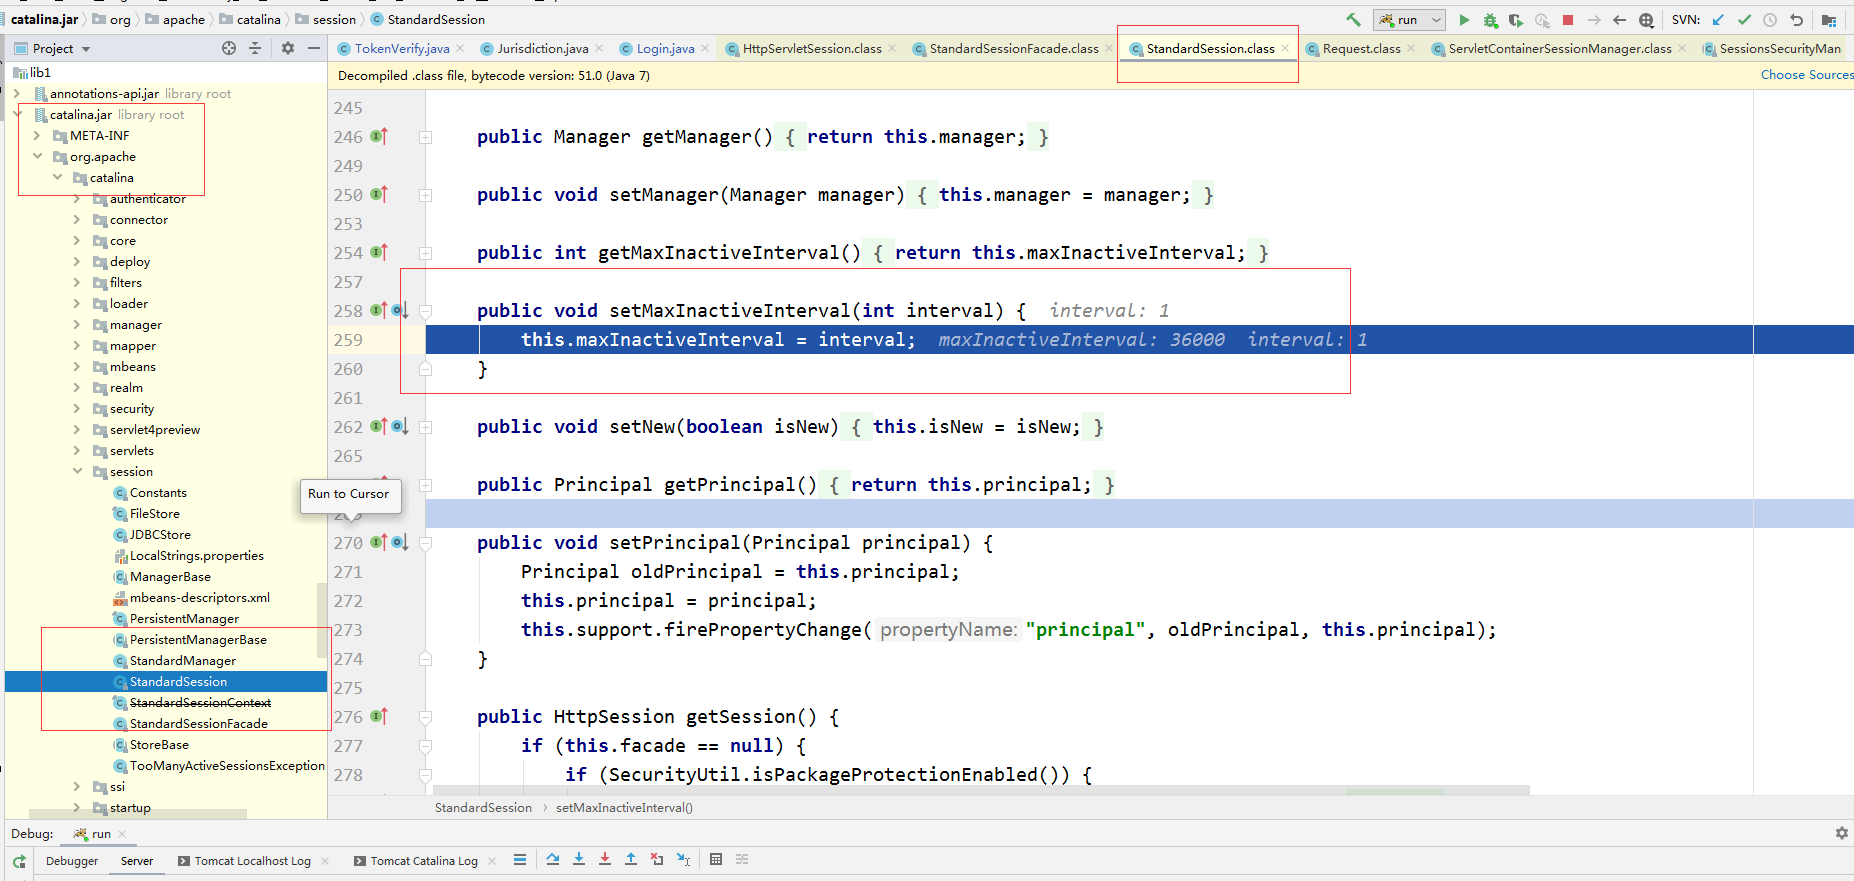 catalina.jar org apache catalina session StandardSession run SVN:
Project TokenVerify.java Jurisdiction.java Login.java HttpServletSession.class StandardSessionFacade.class StandardSession.class Request.class ServletContainerSessionManager.class SessionsSecurityMan
lib1
Decompiled .class file, bytecode version: 51.0 (Java 7) Choose Sources
annotations-api.jar library root
catalina.jar library root
META-INF
org.apache
catalina
authenticator
connector
core
deploy
filters
loader
manager
mapper
mbeans
realm
security
servlet4preview
servlets
session
Constants
FileStore
JDBCStore
LocalStrings.properties
ManagerBase
mbeans-descriptors.xml
PersistentManager
PersistentManagerBase
StandardManager
StandardSession
StandardSessionContext
StandardSessionFacade
StoreBase
TooManyActiveSessionsException
ssi
startup
245
246 public Manager getManager() { return this.manager; }
249
250 public void setManager(Manager manager) { this.manager = manager; }
253
254 public int getMaxInactiveInterval() { return this.maxInactiveInterval; }
257
258 public void setMaxInactiveInterval(int interval) { interval: 1
259 this.maxInactiveInterval = interval; maxInactiveInterval: 36000 interval: 1
260 }
261
262 public void setNew(boolean isNew) { this.isNew = isNew; }
265
public Principal getPrincipal() { return this.principal; }
Run to Cursor
270 public void setPrincipal(Principal principal) {
271 Principal oldPrincipal = this.principal;
272 this.principal = principal;
273 this.support.firePropertyChange( propertyName: "principal", oldPrincipal, this.principal);
274 }
275
276 public HttpSession getSession() {
277 if (this.facade == null) {
278 if (SecurityUtil.isPackageProtectionEnabled()) {
StandardSession setMaxInactiveInterval()
Debug: run
Debugger Server Tomcat Localhost Log Tomcat Catalina Log